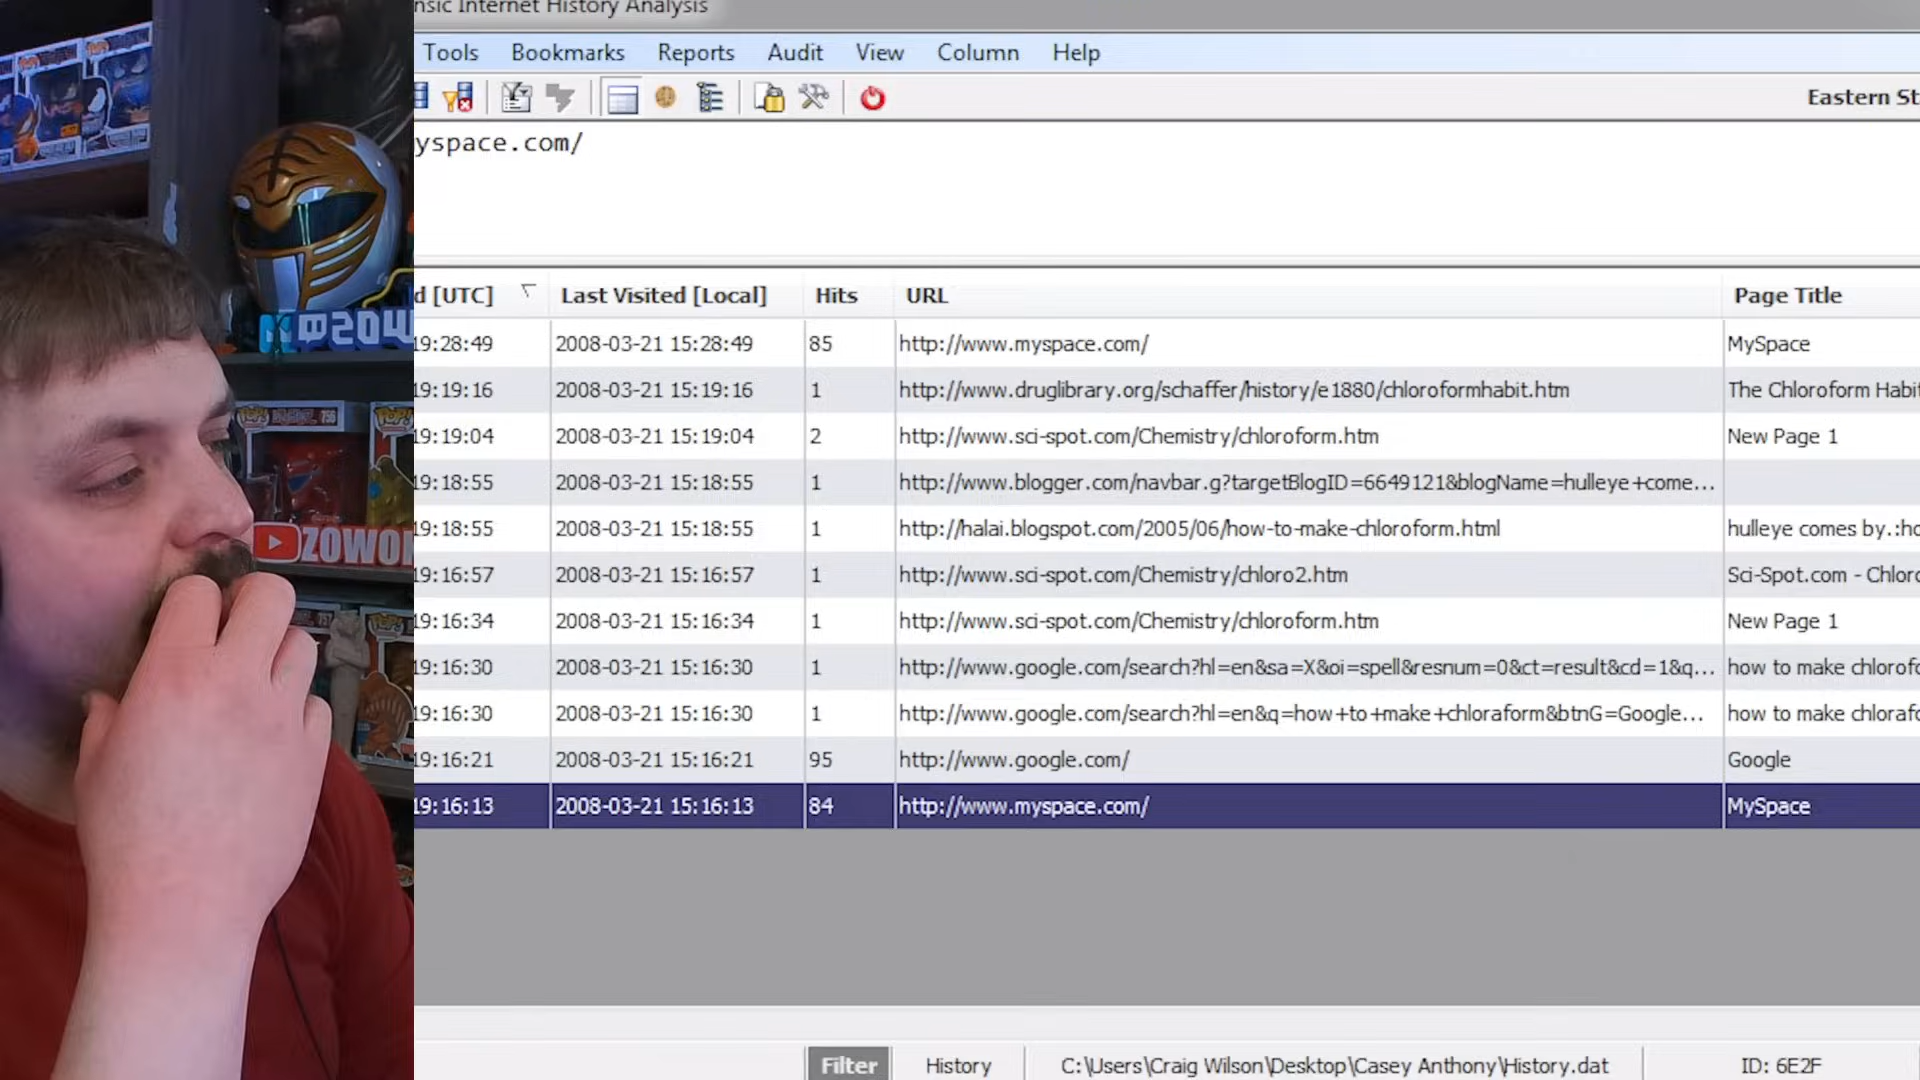 nsic Internet History Analysis
Tools Bookmarks Reports Audit View Column Help
Eastern St
yspace.com/
d [UTC] Last Visited [Local] Hits URL Page Title
19:28:49 2008-03-21 15:28:49 85 http://www.myspace.com/ MySpace
19:19:16 2008-03-21 15:19:16 1 http://www.druglibrary.org/schaffer/history/e1880/chloroformhabit.htm The Chloroform Habit
19:19:04 2008-03-21 15:19:04 2 http://www.sci-spot.com/Chemistry/chloroform.htm New Page 1
19:18:55 2008-03-21 15:18:55 1 http://www.blogger.com/navbar.g?targetBlogID=6649121&blogName=hulleye+come...
19:18:55 2008-03-21 15:18:55 1 http://halai.blogspot.com/2005/06/how-to-make-chloroform.html hulleye comes by.:ho
19:16:57 2008-03-21 15:16:57 1 http://www.sci-spot.com/Chemistry/chloro2.htm Sci-Spot.com - Chloro
19:16:34 2008-03-21 15:16:34 1 http://www.sci-spot.com/Chemistry/chloroform.htm New Page 1
19:16:30 2008-03-21 15:16:30 1 http://www.google.com/search?hl=en&sa=X&oi=spell&resnum=0&ct=result&cd=1&q... how to make chlorofo
19:16:30 2008-03-21 15:16:30 1 http://www.google.com/search?hl=en&q=how+to+make+chloraform&btnG=Google... how to make chlorafo
19:16:21 2008-03-21 15:16:21 95 http://www.google.com/ Google
19:16:13 2008-03-21 15:16:13 84 http://www.myspace.com/ MySpace
Filter History C:\Users\Craig Wilson\Desktop\Casey Anthony\History.dat ID: 6E2F
POP!
756
ZOWO
POP!